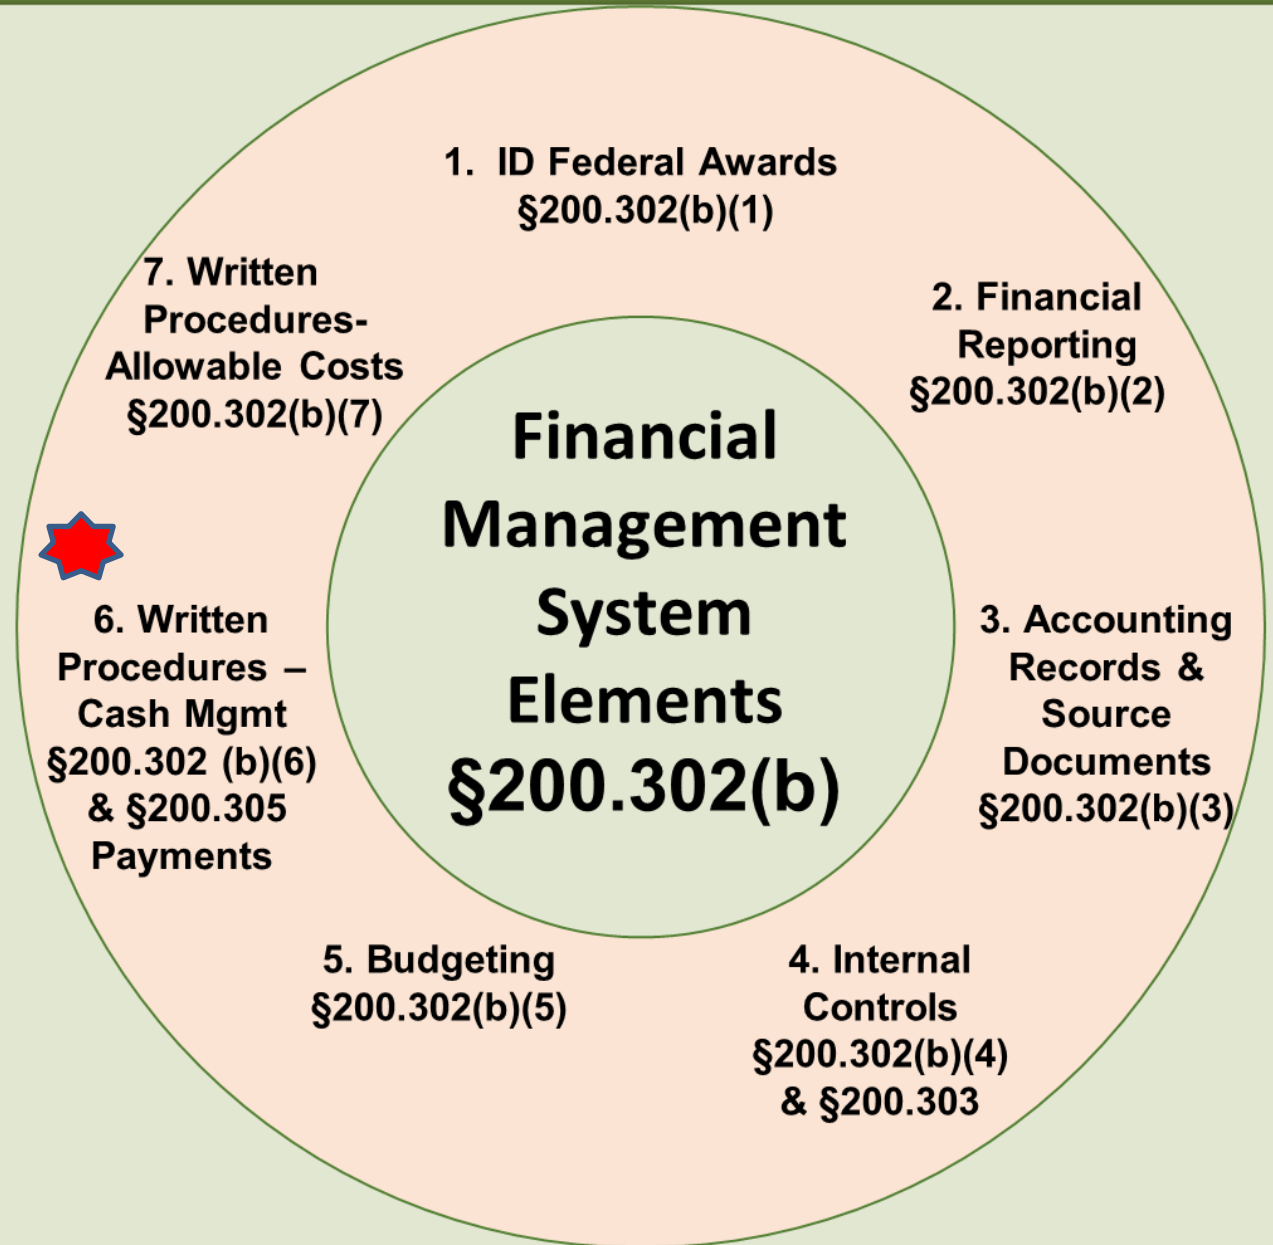 Financial
Management
System
Elements
§200.302(b)
1. ID Federal Awards
§200.302(b)(1)
2. Financial
Reporting
§200.302(b)(2)
3. Accounting
Records &
Source
Documents
§200.302(b)(3)
4. Internal
Controls
§200.302(b)(4)
& §200.303
5. Budgeting
§200.302(b)(5)
6. Written
Procedures –
Cash Mgmt
§200.302 (b)(6)
& §200.305
Payments
7. Written
Procedures-
Allowable Costs
§200.302(b)(7)